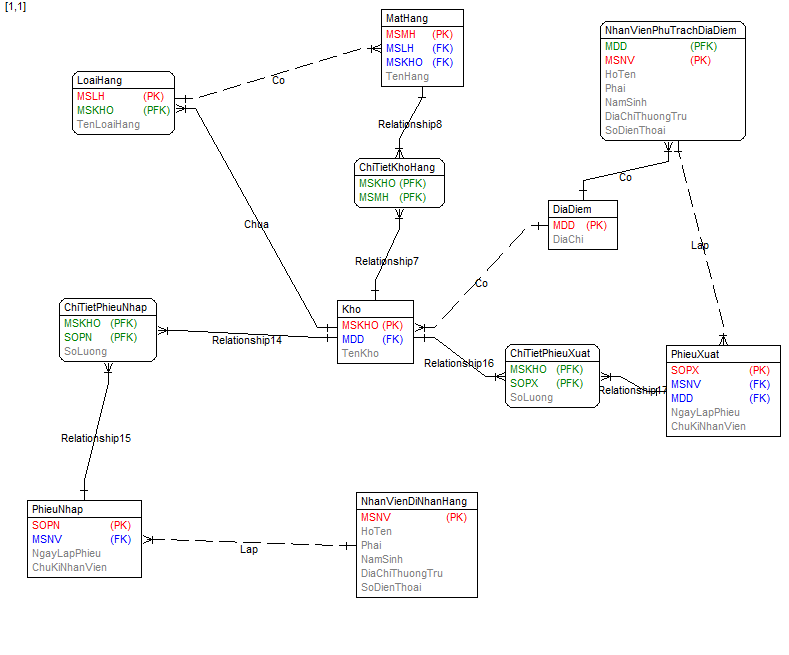 [1,1]
MatHang
MSMH (PK)
MSLH (FK)
MSKHO (FK)
TenHang
NhanVienPhuTrachDiaDiem
MDD (PFK)
MSNV (PK)
HoTen
Phai
NamSinh
DiaChiThuongTru
SoDienThoai
LoaiHang
MSLH (PK)
MSKHO (PFK)
TenLoaiHang
Co
Relationship8
ChiTietKhoHang
MSKHO (PFK)
MSMH (PFK)
Co
DiaDiem
MDD (PK)
DiaChi
Chua
Lap
Relationship7
Co
ChiTietPhieuNhap
MSKHO (PFK)
SOPN (PFK)
SoLuong
Kho
MSKHO (PK)
MDD (FK)
TenKho
Relationship14
Relationship16
ChiTietPhieuXuat
MSKHO (PFK)
SOPX (PFK)
SoLuong
Relationship17
PhieuXuat
SOPX (PK)
MSNV (FK)
MDD (FK)
NgayLapPhieu
ChuKiNhanVien
Relationship15
PhieuNhap
SOPN (PK)
MSNV (FK)
NgayLapPhieu
ChuKiNhanVien
Lap
NhanVienDiNhanHang
MSNV (PK)
HoTen
Phai
NamSinh
DiaChiThuongTru
SoDienThoai